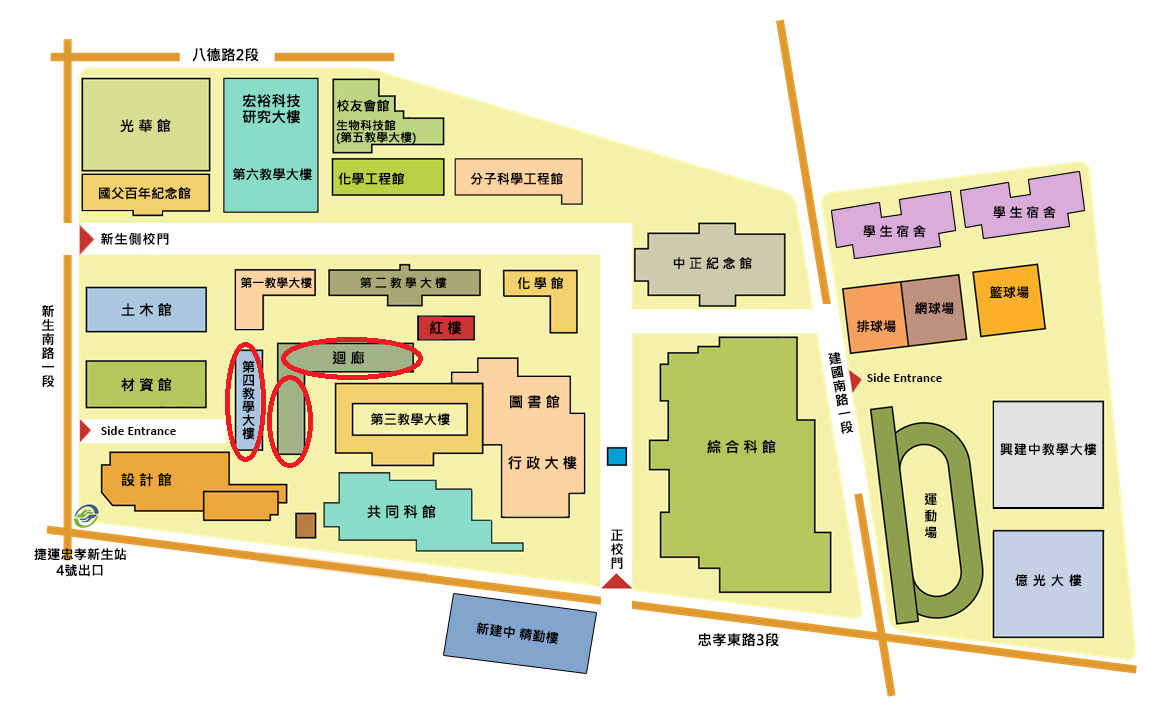 八德路2段
光華館
宏裕科技
研究大樓
校友會館
生物科技館
(第五教學大樓)
國父百年紀念館
第六教學大樓
化學工程館
分子科學工程館
學生宿舍
學生宿舍
新生側校門
中正紀念館
第一教學大樓
第二教學大樓
化學館
土木館
紅樓
排球場
網球場
籃球場
新生南路一段
材資館
第四教學大樓
迴廊
圖書館
第三教學大樓
建國南路一段
Side Entrance
Side Entrance
綜合科館
興建中教學大樓
設計館
行政大樓
共同科館
運動場
正校門
捷運忠孝新生站
4號出口
億光大樓
新建中 精勤樓
忠孝東路3段